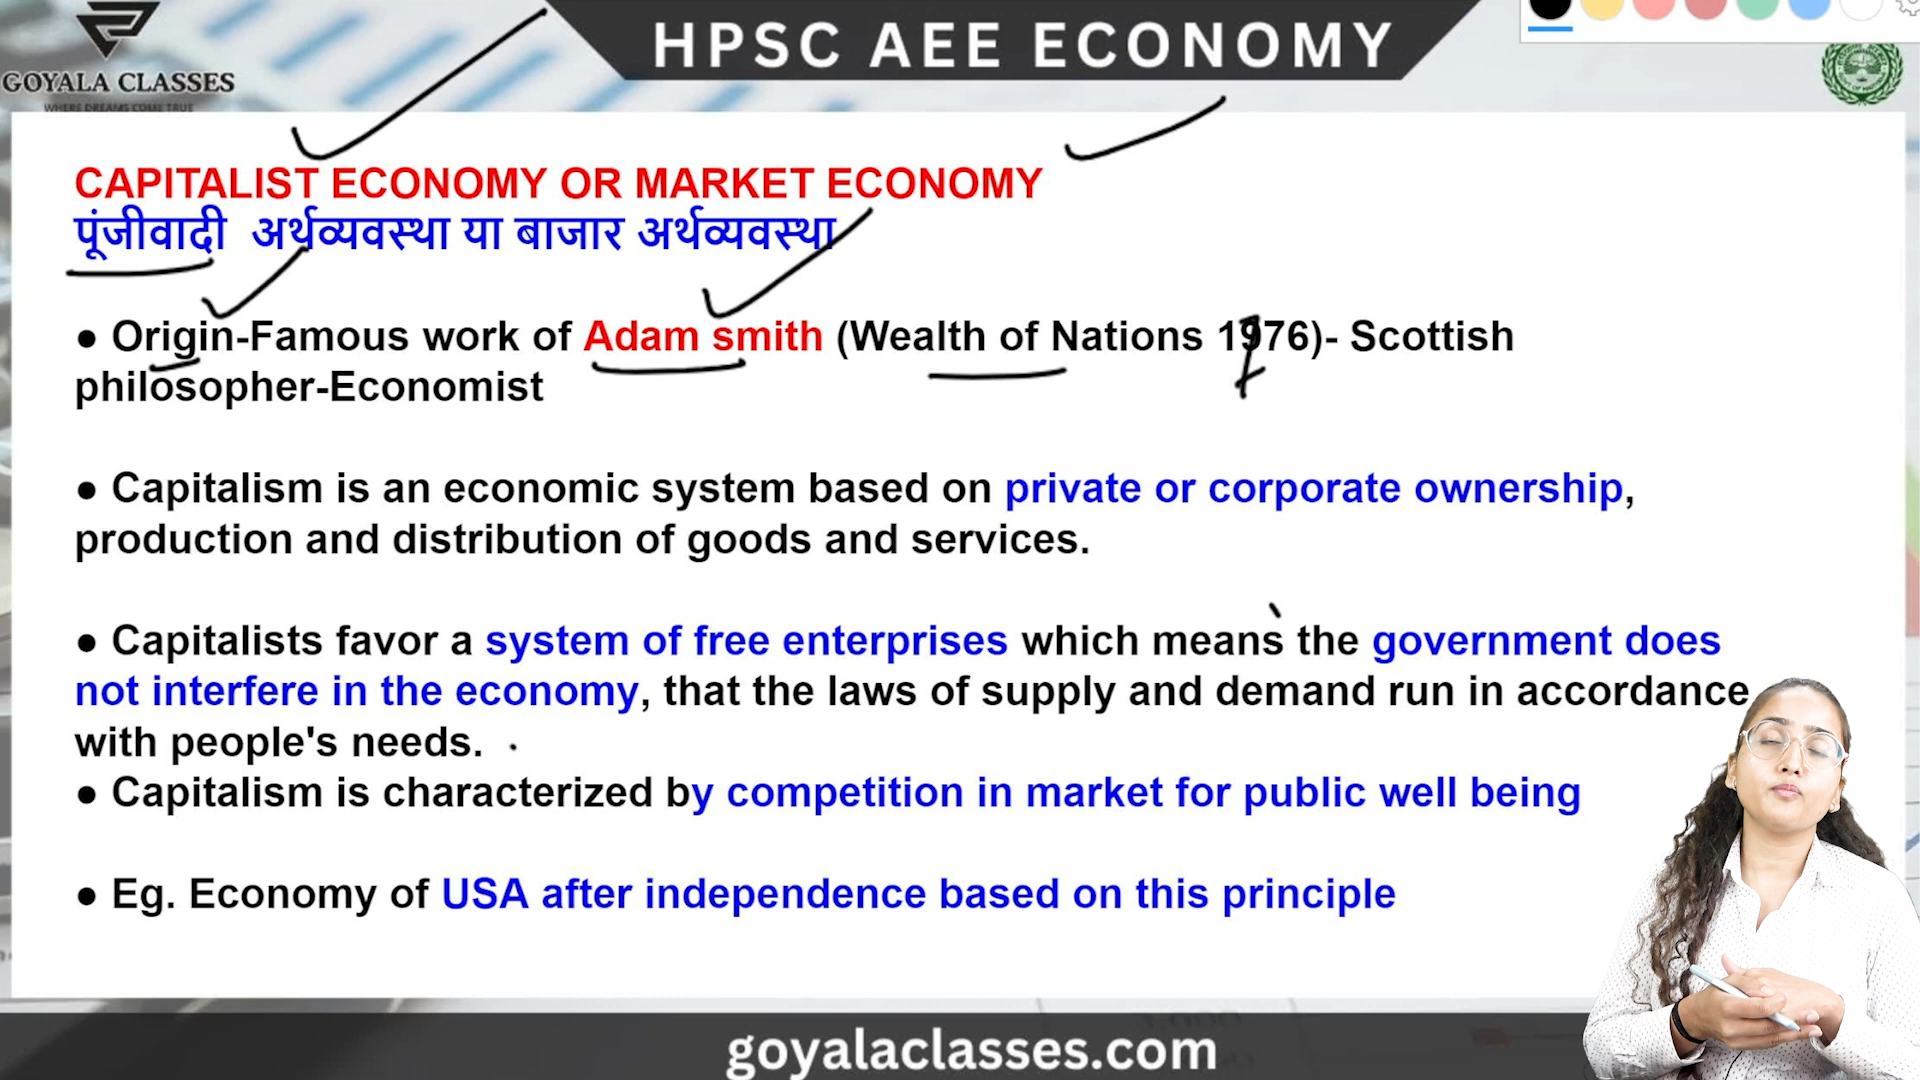 HPSC AEE ECONOMY
GOYALA CLASSES
WHERE DREAMS COME TRUE
CAPITALIST ECONOMY OR MARKET ECONOMY
पूंजीवादी अर्थव्यवस्था या बाजार अर्थव्यवस्था
● Origin-Famous work of Adam smith (Wealth of Nations 1976)- Scottish
philosopher-Economist
● Capitalism is an economic system based on private or corporate ownership,
production and distribution of goods and services.
● Capitalists favor a system of free enterprises which means the government does
not interfere in the economy, that the laws of supply and demand run in accordance
with people's needs.
● Capitalism is characterized by competition in market for public well being
● Eg. Economy of USA after independence based on this principle
goyalaclasses.com